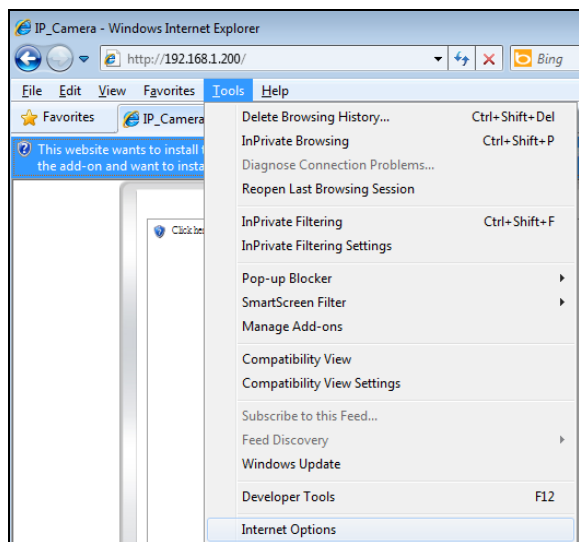 IP_Camera - Windows Internet Explorer
http://192.168.1.200/
Bing
File Edit View Favorites Tools Help
Favorites IP_Camera
This website wants to install
the add-on and want to insta
Click he
Delete Browsing History... Ctrl+Shift+Del
InPrivate Browsing Ctrl+Shift+P
Diagnose Connection Problems...
Reopen Last Browsing Session
InPrivate Filtering Ctrl+Shift+F
InPrivate Filtering Settings
Pop-up Blocker
SmartScreen Filter
Manage Add-ons
Compatibility View
Compatibility View Settings
Subscribe to this Feed...
Feed Discovery
Windows Update
Developer Tools F12
Internet Options